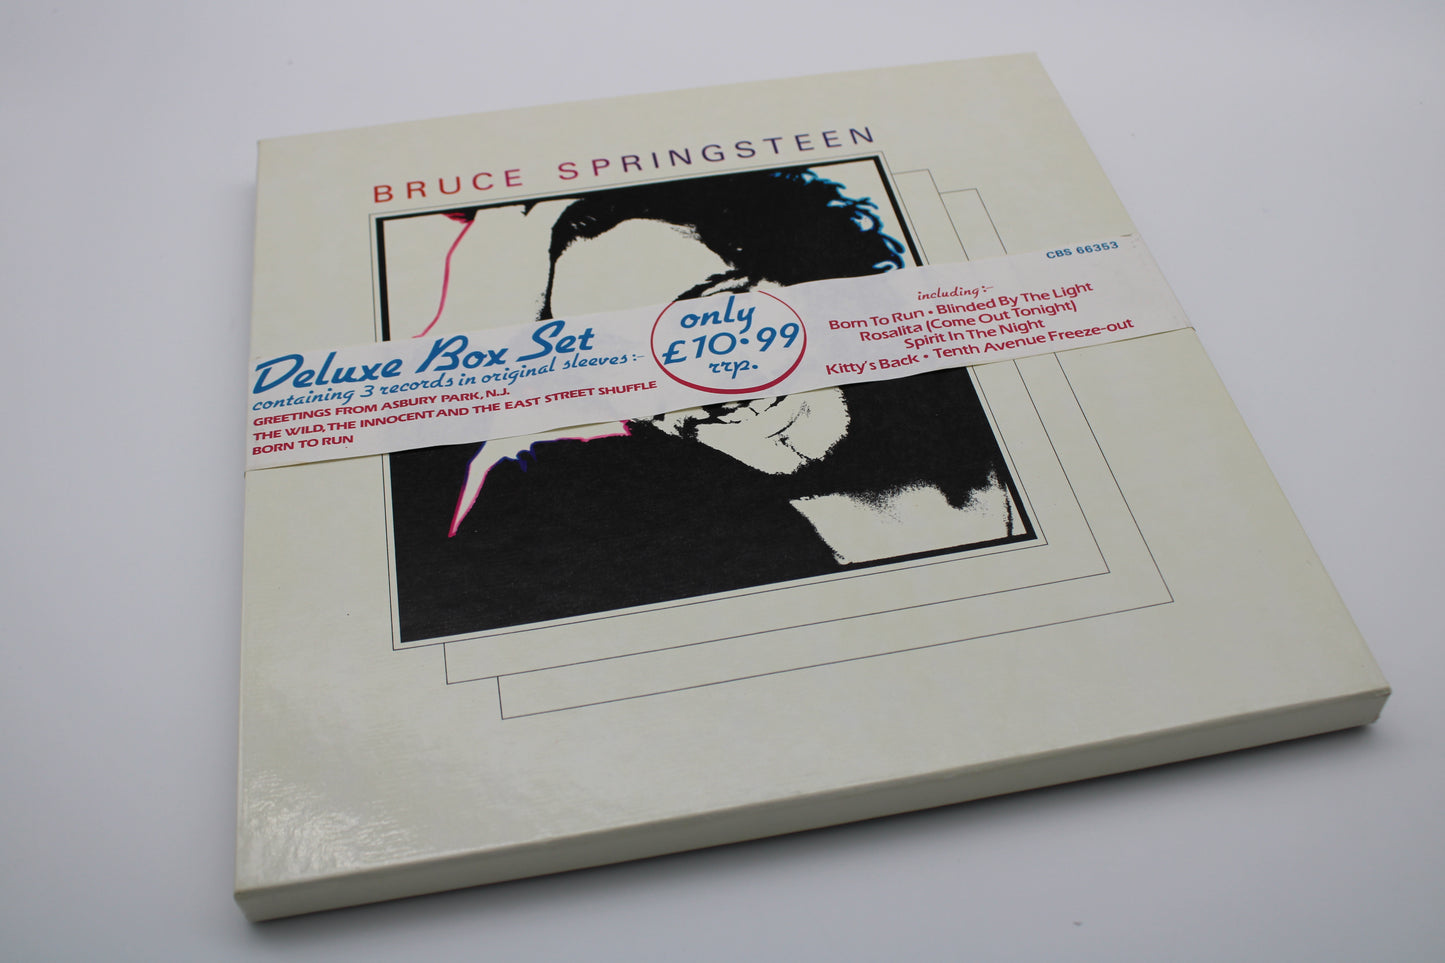 BRUCE SPRINGSTEEN
CBS 66353
Deluxe Box Set
containing 3 records in original sleeves:-
GREETINGS FROM ASBURY PARK, N.J.
THE WILD, THE INNOCENT AND THE EAST STREET SHUFFLE
BORN TO RUN
only
£10·99
rrp.
including:-
Born To Run • Blinded By The Light
Rosalita (Come Out Tonight)
Spirit In The Night
Kitty's Back • Tenth Avenue Freeze-out